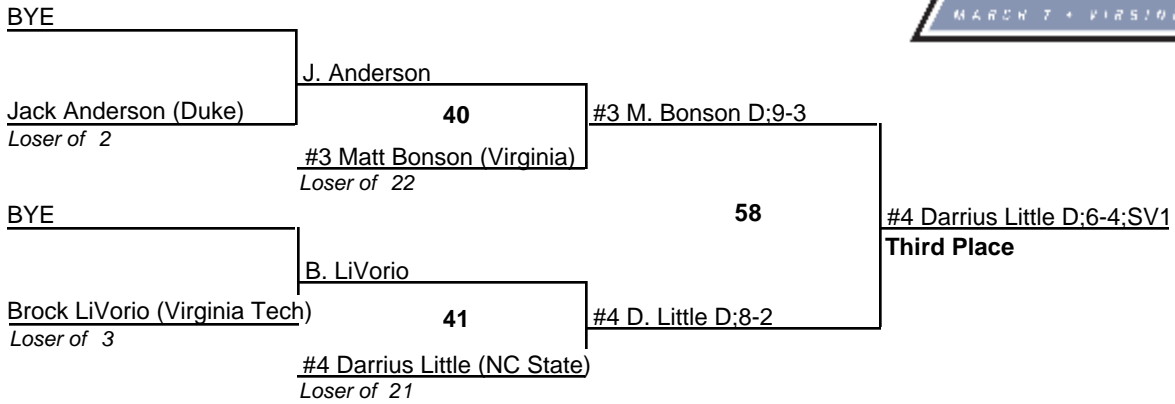 BYE
MARCH 7 •
J. Anderson
Jack Anderson (Duke)
Loser of 2
40
#3 M. Bonson D;9-3
#3 Matt Bonson (Virginia)
Loser of 22
BYE
58
#4 Darrius Little D;6-4;SV1
Third Place
B. LiVorio
Brock LiVorio (Virginia Tech)
Loser of 3
41
#4 D. Little D;8-2
#4 Darrius Little (NC State)
Loser of 21